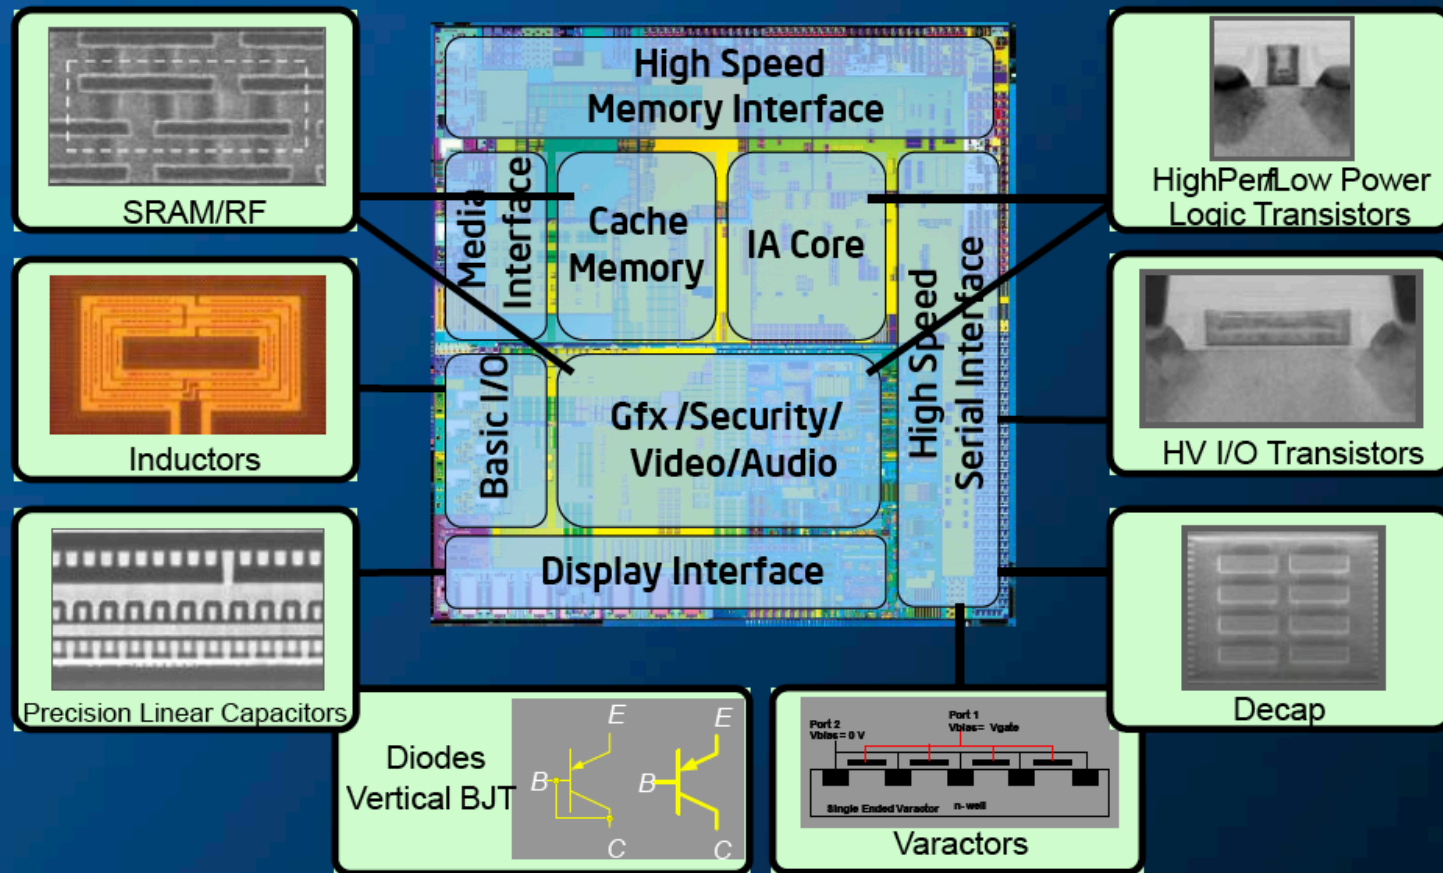 High Speed
Memory Interface
Media
Interface
Cache
Memory
IA Core
High Speed
Serial Interface
Basic I/O
Gfx /Security/
Video/Audio
Display Interface
SRAM/RF
Inductors
Precision Linear Capacitors
Diodes
Vertical BJT
E
B
C
E
B
C
Port 2
Vbias= 0 V
Port 1
Vbias= Vgate
Single Ended Varactor
n- well
Varactors
HighPerf/Low Power
Logic Transistors
HV I/O Transistors
Decap